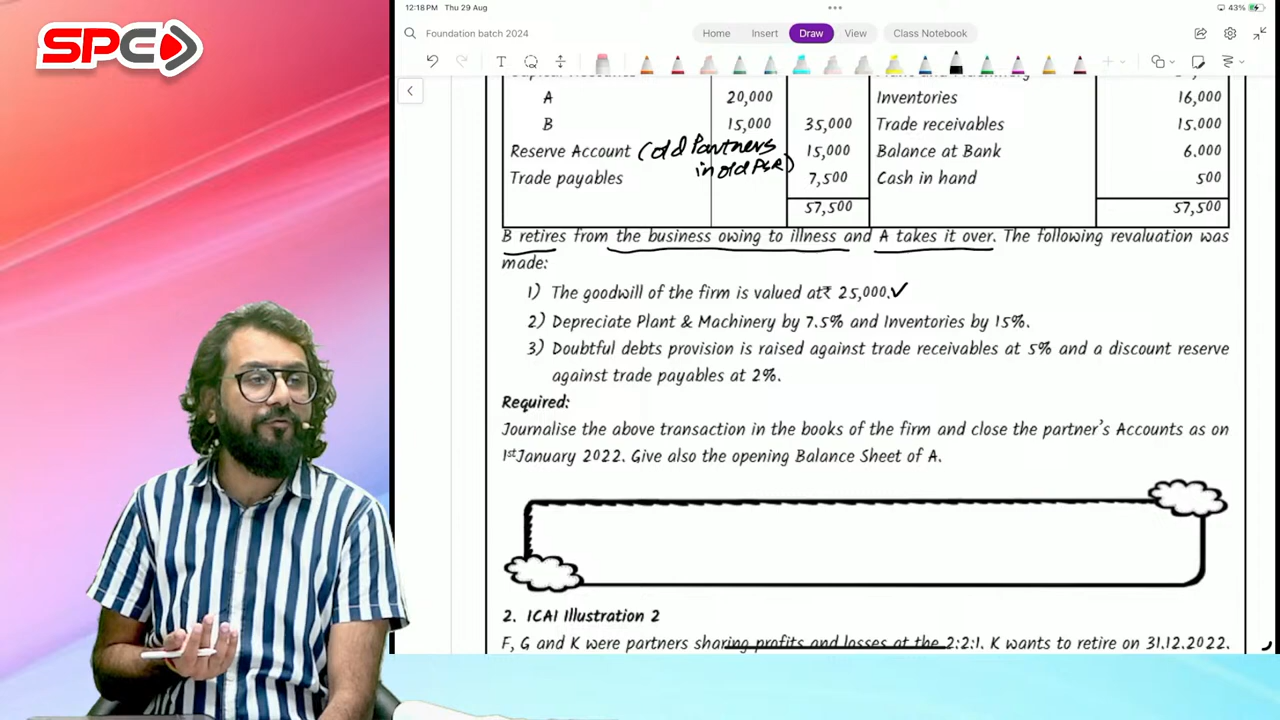 SPC
12:18 PM Thu 29 Aug
43%
Foundation batch 2024
Home Insert Draw View Class Notebook
T
A 20,000 Inventories 16,000
B 15,000 35,000 Trade receivables 15,000
Reserve Account (old Partners in old PSR) 15,000 Balance at Bank 6.000
Trade payables 7,500 Cash in hand 500
57,500 57,500
B retires from the business owing to illness and A takes it over. The following revaluation was
made:
1) The goodwill of the firm is valued at₹ 25,000.
2) Depreciate Plant & Machinery by 7.5% and Inventories by 15%.
3) Doubtful debts provision is raised against trade receivables at 5% and a discount reserve
against trade payables at 2%.
Required:
Journalise the above transaction in the books of the firm and close the partner's Accounts as on
1st January 2022. Give also the opening Balance Sheet of A.
2. ICAI Illustration 2
F, G and K were partners sharing profits and losses at the 2:2:1. K wants to retire on 31.12.2022.